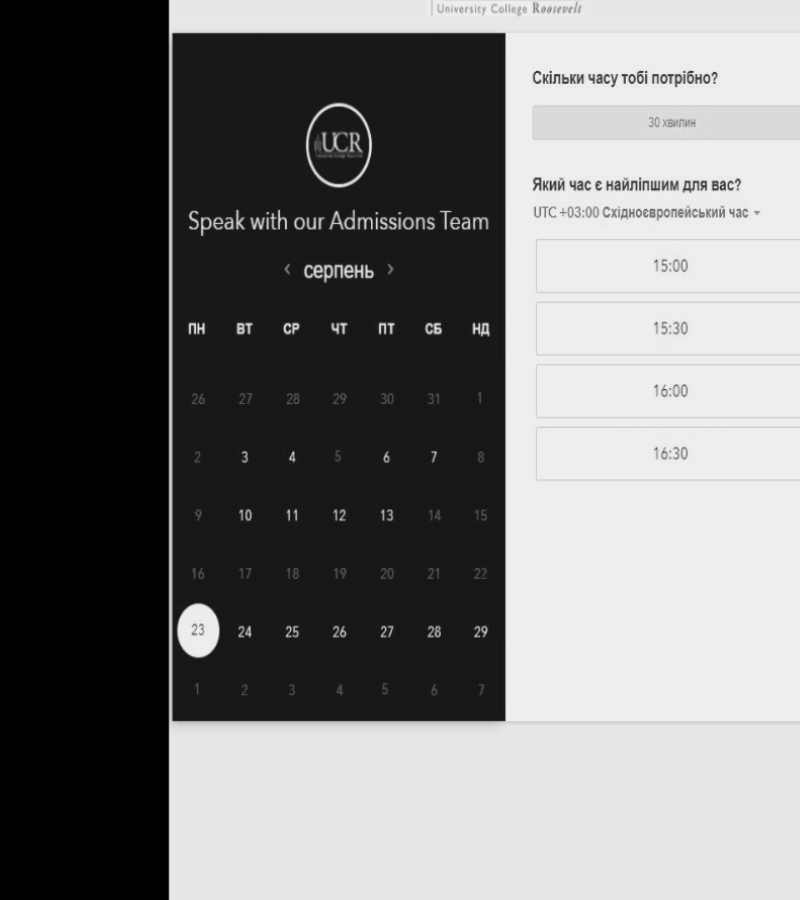 University College Roosevelt
UCR
Speak with our Admissions Team
‹ серпень ›
ПН ВТ СР ЧТ ПТ СБ НД
26 27 28 29 30 31 1
2 3 4 5 6 7 8
9 10 11 12 13 14 15
16 17 18 19 20 21 22
23 24 25 26 27 28 29
1 2 3 4 5 6 7
Скільки часу тобі потрібно?
30 хвилин
Який час є найліпшим для вас?
UTC +03:00 Східноєвропейський час
15:00
15:30
16:00
16:30